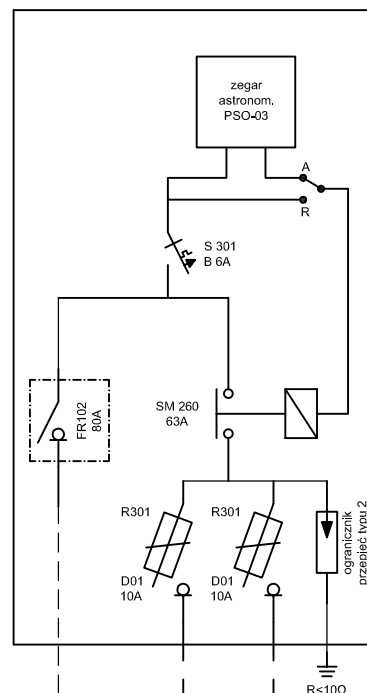 zegar
astronom.
PSO-03
A
R
S 301
B 6A
SM 260
63A
FR102
80A
R301
R301
D01
10A
D01
10A
ogranicznik
przepięć typu 2
R<10Ω